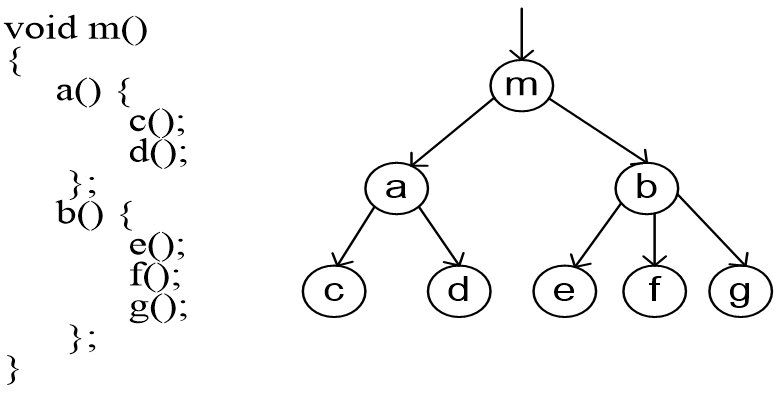 void m()
{
a() {
c();
d();
};
b() {
e();
f();
g();
};
}
m
a
b
c
d
e
f
g